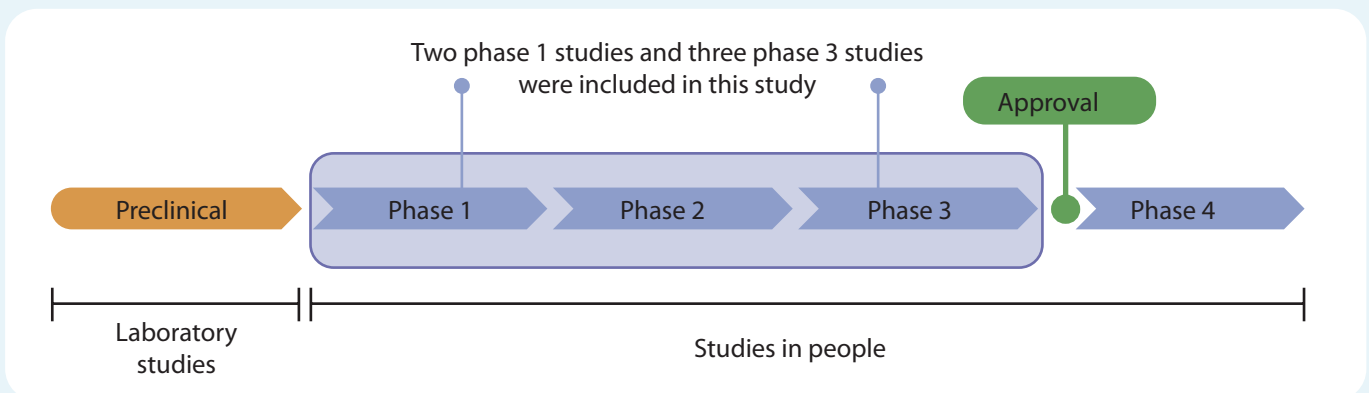 Two phase 1 studies and three phase 3 studies
were included in this study
Approval
Preclinical
Phase 1
Phase 2
Phase 3
Phase 4
Laboratory
studies
Studies in people